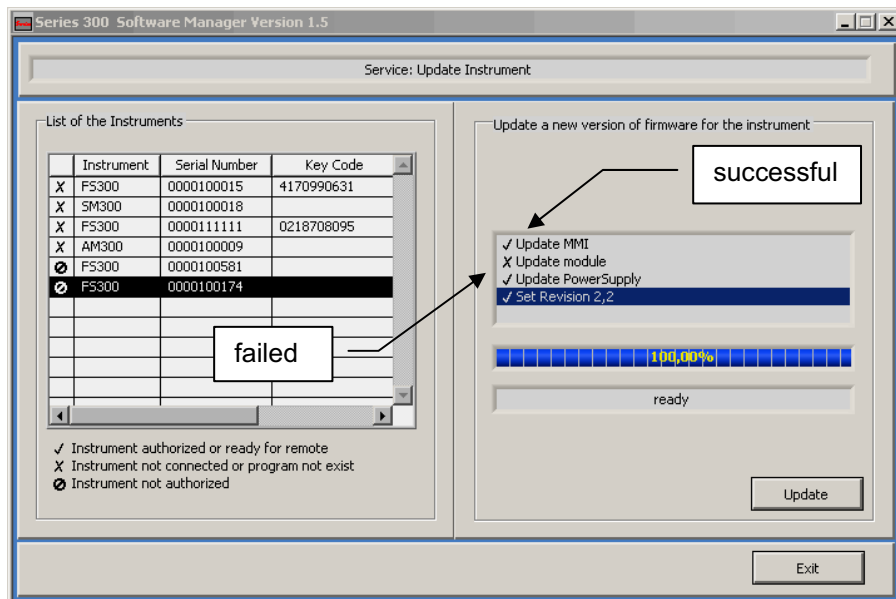 Series 300 Software Manager Version 1.5
Service: Update Instrument
List of the Instruments
Instrument Serial Number Key Code
X FS300 0000100015 4170990631
X SM300 0000100018
X FS300 0000111111 0218708095
X AM300 0000100009
FS300 0000100581
FS300 0000100174
failed
✓ Instrument authorized or ready for remote
X Instrument not connected or program not exist
Instrument not authorized
Update a new version of firmware for the instrument
successful
✓ Update MMI
X Update module
✓ Update PowerSupply
✓ Set Revision 2,2
100,00%
ready
Update
Exit